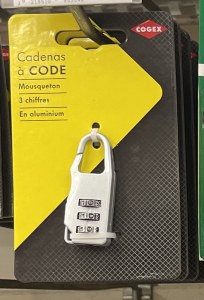 COGEX
Cadenas
à CODE
Mousqueton
3 chiffres
En aluminium